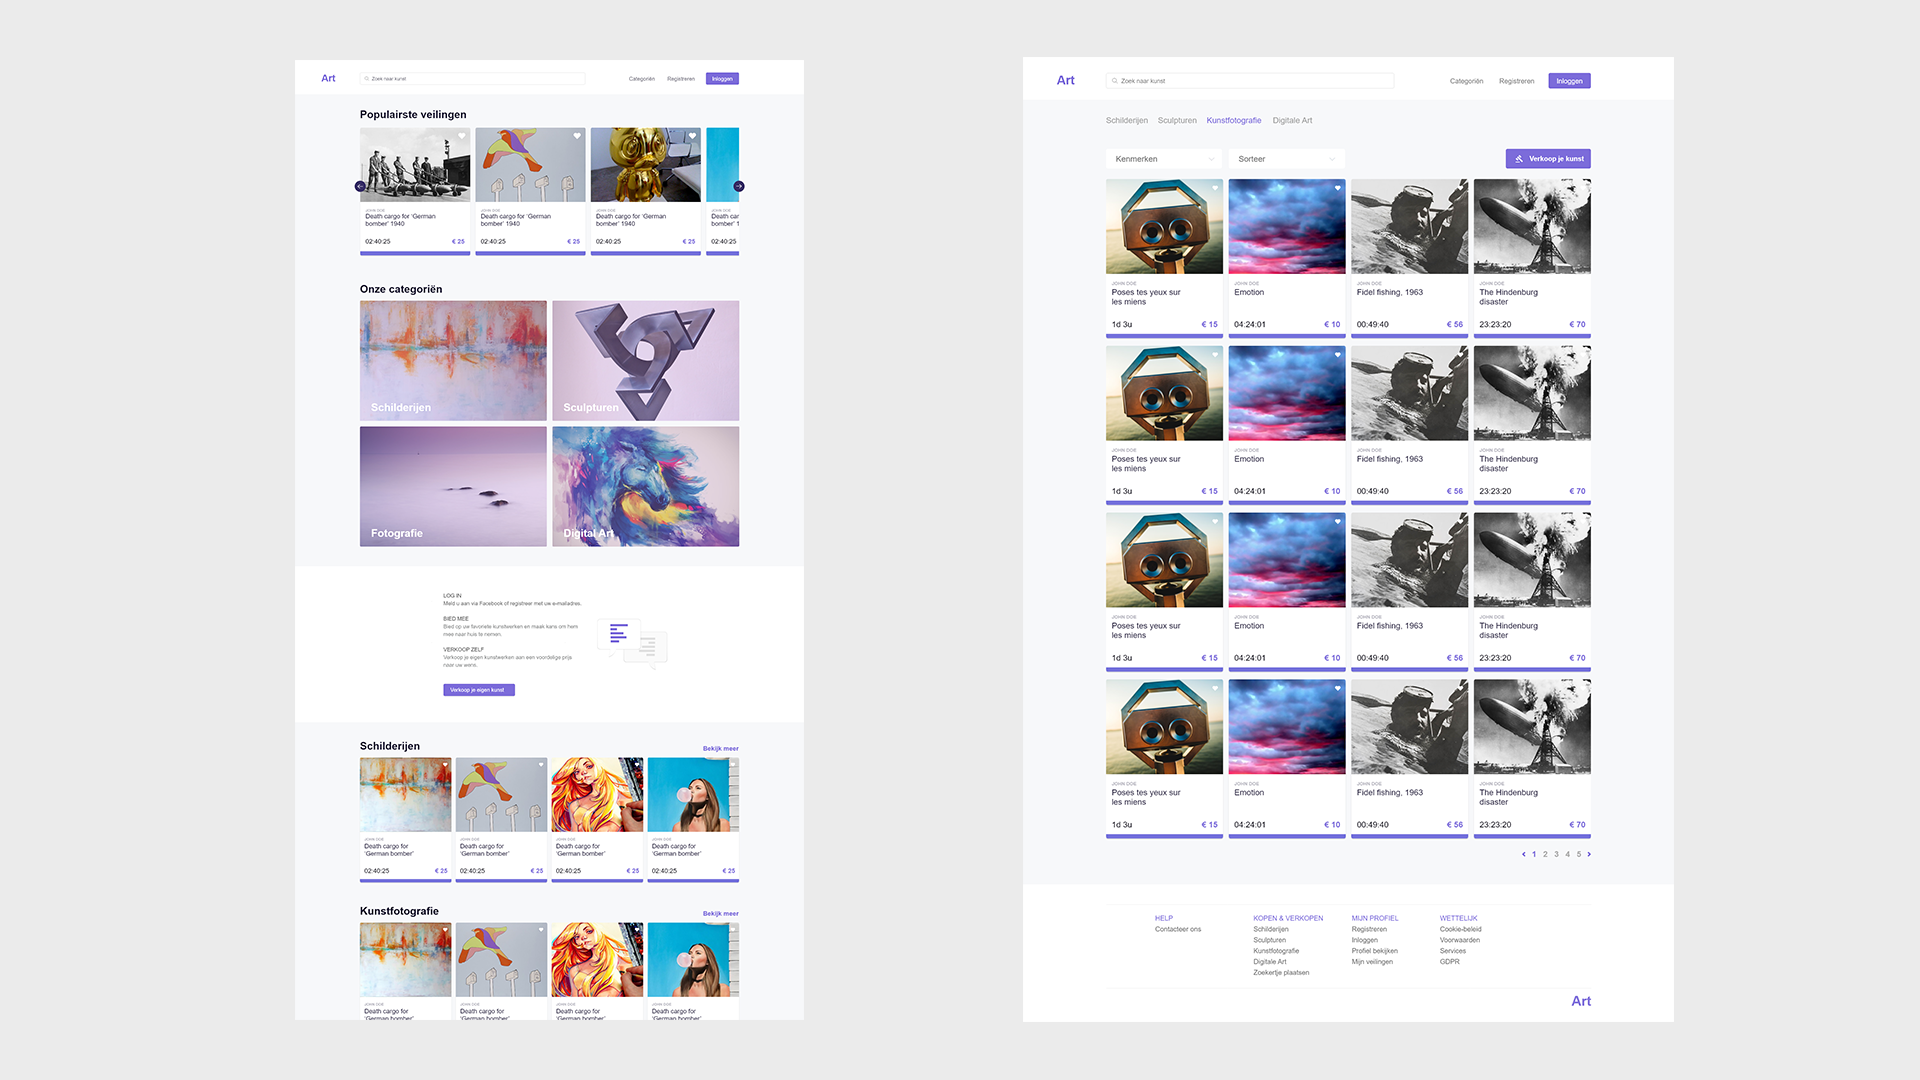 Art
Zoek naar kunst
Categoriën
Registreren
Inloggen
Populairste veilingen
JOHN DOE
Death cargo for ‘German
bomber’ 1940
02:40:25
€ 25
JOHN DOE
Death cargo for ‘German
bomber’ 1940
02:40:25
€ 25
JOHN DOE
Death cargo for ‘German
bomber’ 1940
02:40:25
€ 25
JOHN DOE
Death car
bomber’ 1
02:40:25
Onze categoriën
Schilderijen
Sculpturen
Fotografie
Digital Art
LOG IN
Meld u aan via Facebook of registreer met uw e-mailadres.
BIED MEE
Bied op uw favoriete kunstwerken en maak kans om hem
mee naar huis te nemen.
VERKOOP ZELF
Verkoop je eigen kunstwerken aan een voordelige prijs
naar uw wens.
Verkoop je eigen kunst
Schilderijen
Bekijk meer
JOHN DOE
Death cargo for
‘German bomber’
02:40:25
€ 25
JOHN DOE
Death cargo for
‘German bomber’
02:40:25
€ 25
JOHN DOE
Death cargo for
‘German bomber’
02:40:25
€ 25
JOHN DOE
Death cargo for
‘German bomber’
02:40:25
€ 25
Kunstfotografie
Bekijk meer
JOHN DOE
Death cargo for
‘German bomber’
JOHN DOE
Death cargo for
‘German bomber’
JOHN DOE
Death cargo for
‘German bomber’
JOHN DOE
Death cargo for
‘German bomber’
Art
Zoek naar kunst
Categoriën
Registreren
Inloggen
Schilderijen
Sculpturen
Kunstfotografie
Digitale Art
Kenmerken
Sorteer
Verkoop je kunst
JOHN DOE
Poses tes yeux sur
les miens
1d 3u
€ 15
JOHN DOE
Emotion
04:24:01
€ 10
JOHN DOE
Fidel fishing, 1963
00:49:40
€ 56
JOHN DOE
The Hindenburg
disaster
23:23:20
€ 70
JOHN DOE
Poses tes yeux sur
les miens
1d 3u
€ 15
JOHN DOE
Emotion
04:24:01
€ 10
JOHN DOE
Fidel fishing, 1963
00:49:40
€ 56
JOHN DOE
The Hindenburg
disaster
23:23:20
€ 70
JOHN DOE
Poses tes yeux sur
les miens
1d 3u
€ 15
JOHN DOE
Emotion
04:24:01
€ 10
JOHN DOE
Fidel fishing, 1963
00:49:40
€ 56
JOHN DOE
The Hindenburg
disaster
23:23:20
€ 70
JOHN DOE
Poses tes yeux sur
les miens
1d 3u
€ 15
JOHN DOE
Emotion
04:24:01
€ 10
JOHN DOE
Fidel fishing, 1963
00:49:40
€ 56
JOHN DOE
The Hindenburg
disaster
23:23:20
€ 70
1 2 3 4 5
HELP
Contacteer ons
KOPEN & VERKOPEN
Schilderijen
Sculpturen
Kunstfotografie
Digitale Art
Zoekertje plaatsen
MIJN PROFIEL
Registreren
Inloggen
Profiel bekijken
Mijn veilingen
WETTELIJK
Cookie-beleid
Voorwaarden
Services
GDPR
Art